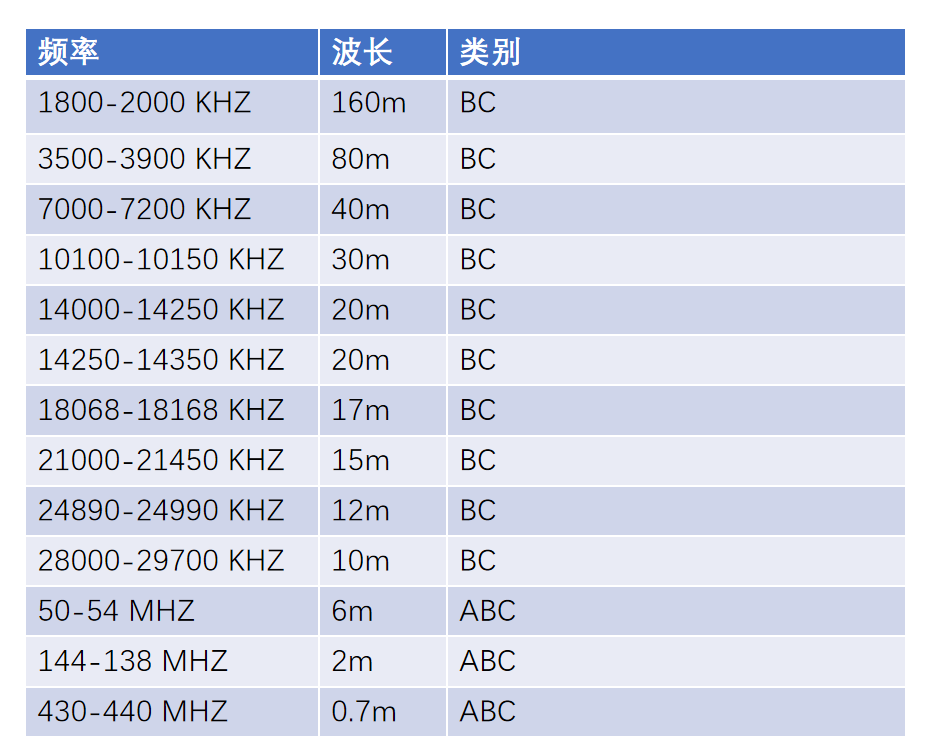 频率 波长 类别
1800-2000 KHZ 160m BC
3500-3900 KHZ 80m BC
7000-7200 KHZ 40m BC
10100-10150 KHZ 30m BC
14000-14250 KHZ 20m BC
14250-14350 KHZ 20m BC
18068-18168 KHZ 17m BC
21000-21450 KHZ 15m BC
24890-24990 KHZ 12m BC
28000-29700 KHZ 10m BC
50-54 MHZ 6m ABC
144-138 MHZ 2m ABC
430-440 MHZ 0.7m ABC